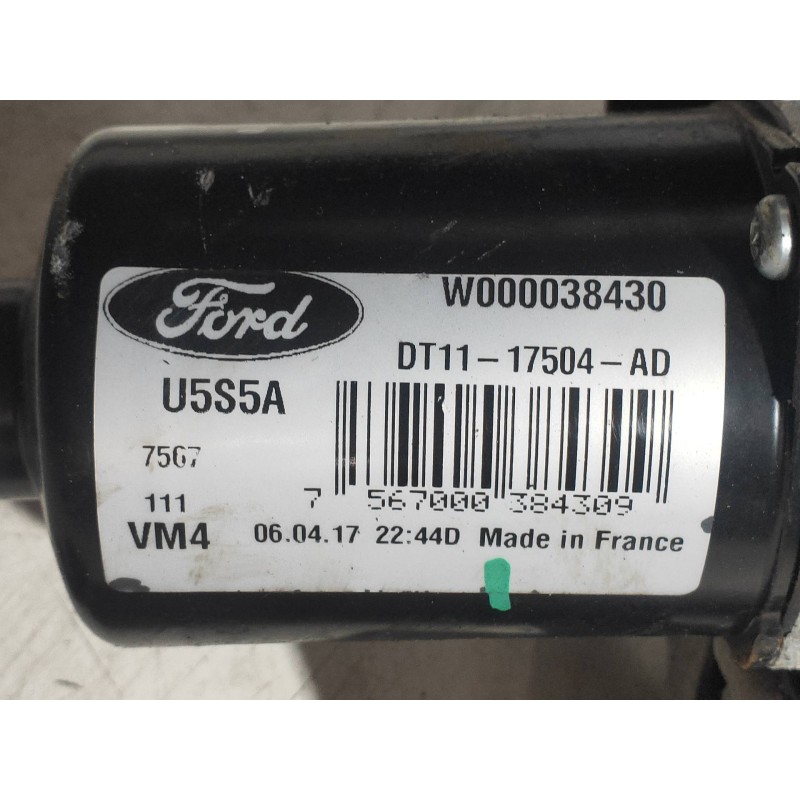 Ford
W000038430
DT11-17504-AD
U5S5A
7567
111
7 567000 384309
VM4 06.04.17 22:44D Made in France